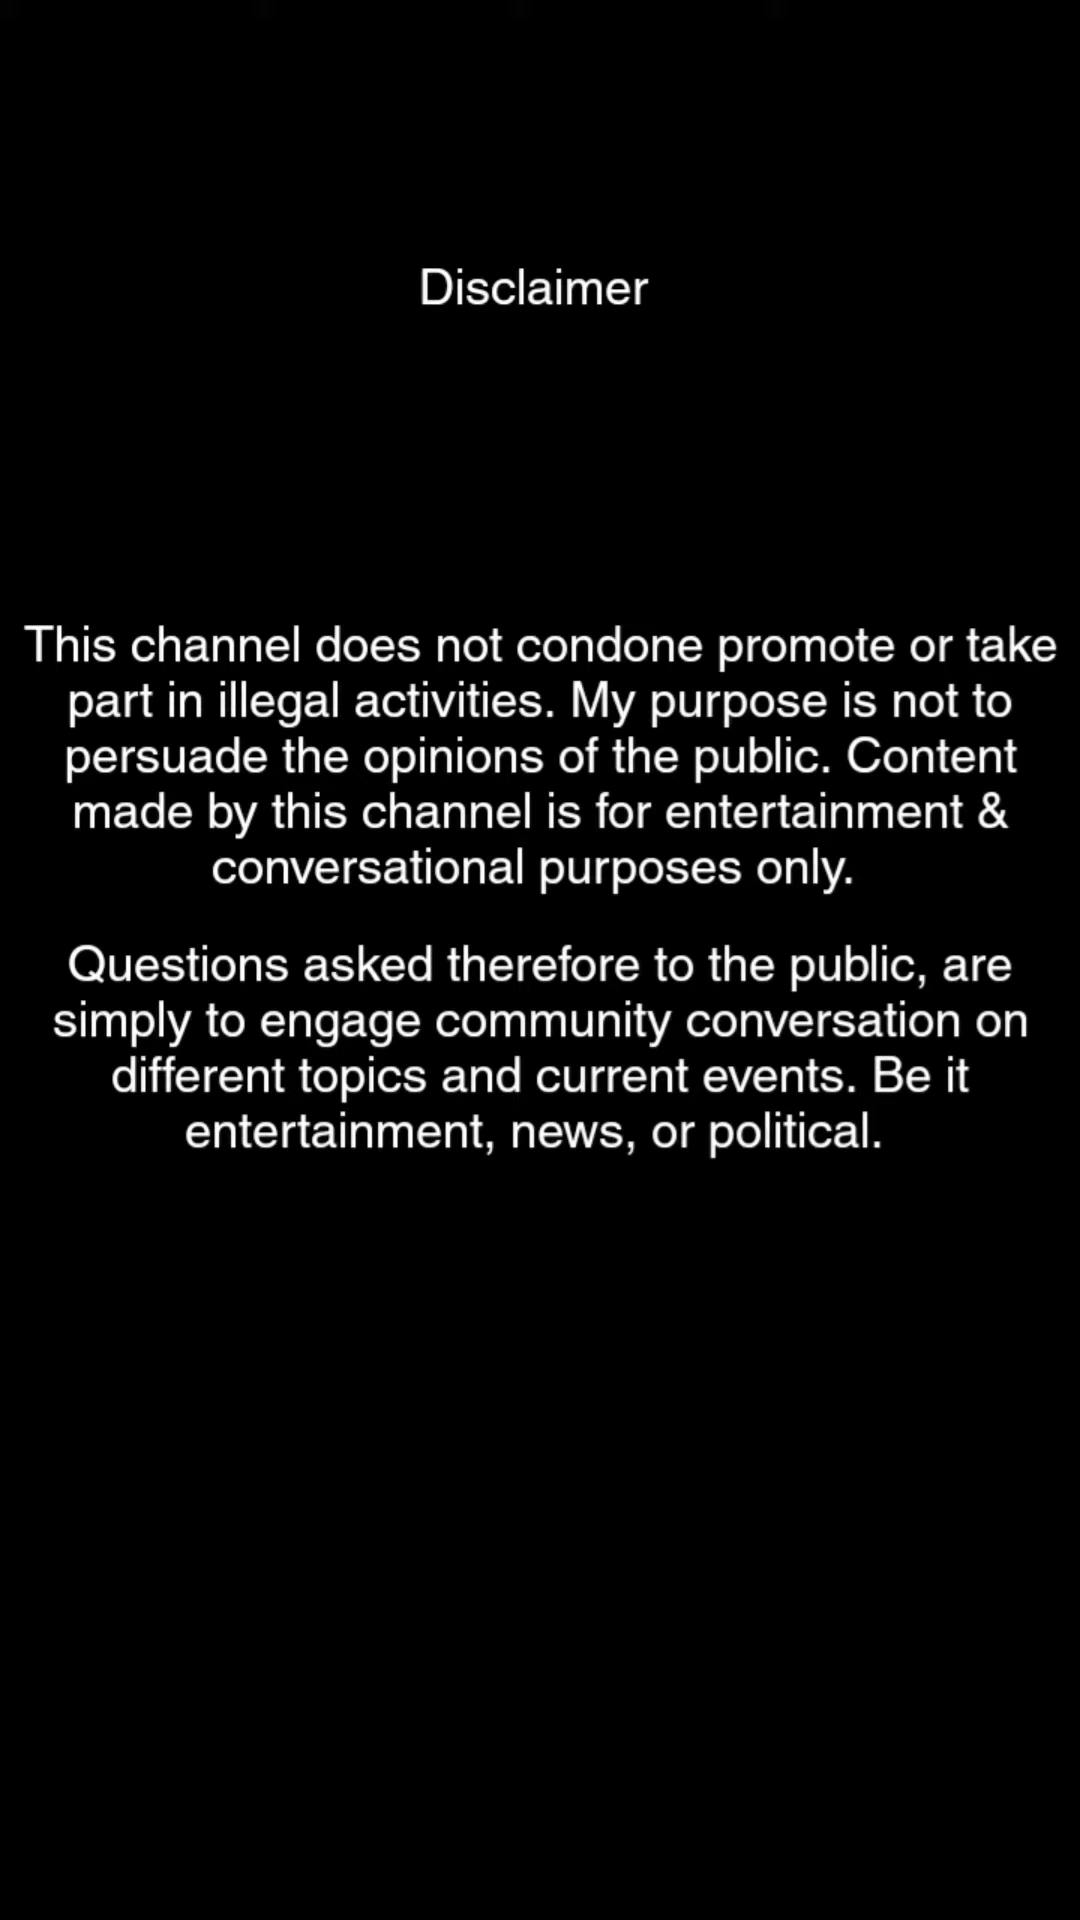 Disclaimer
This channel does not condone promote or take
part in illegal activities. My purpose is not to
persuade the opinions of the public. Content
made by this channel is for entertainment &
conversational purposes only.
Questions asked therefore to the public, are
simply to engage community conversation on
different topics and current events. Be it
entertainment, news, or political.